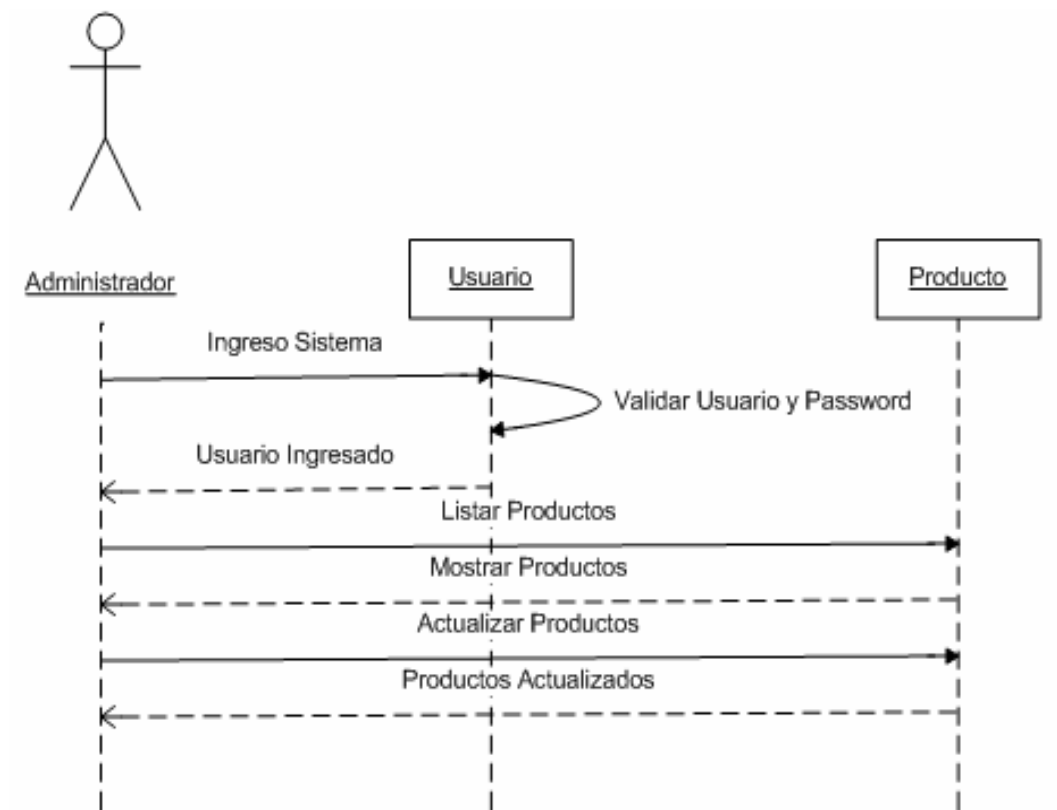 Administrador
Usuario
Producto
Ingreso Sistema
Validar Usuario y Password
Usuario Ingresado
Listar Productos
Mostrar Productos
Actualizar Productos
Productos Actualizados